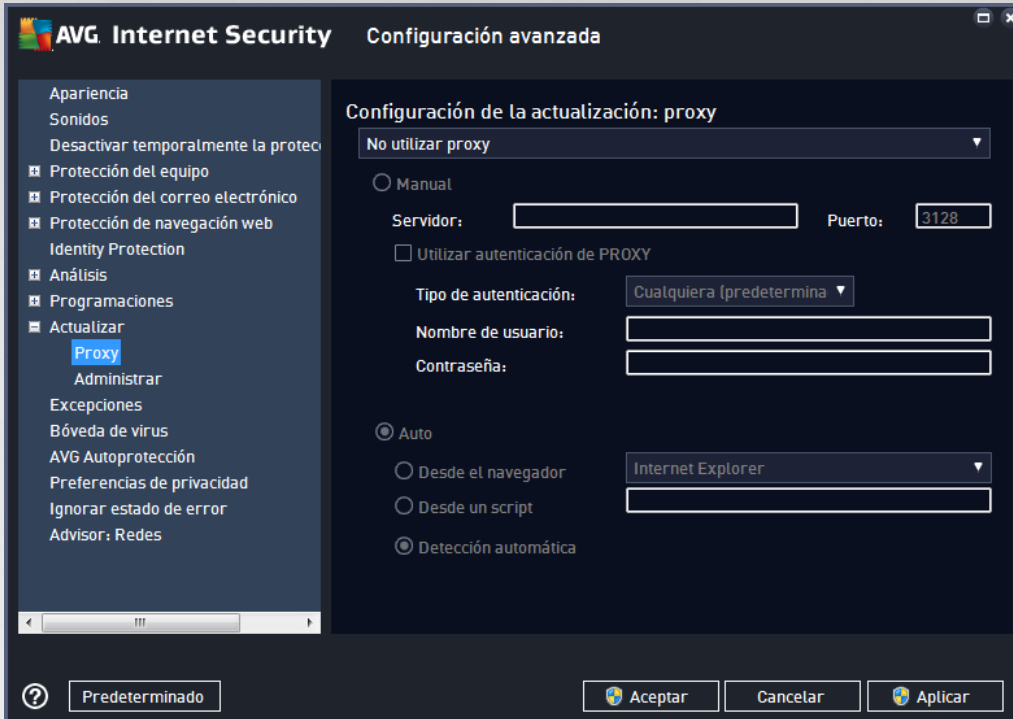 AVG. Internet Security Configuración avanzada
Apariencia
Sonidos
Desactivar temporalmente la protec
Protección del equipo
Protección del correo electrónico
Protección de navegación web
Identity Protection
Análisis
Programaciones
Actualizar
Proxy
Administrar
Excepciones
Bóveda de virus
AVG Autoprotección
Preferencias de privacidad
Ignorar estado de error
Advisor: Redes
Configuración de la actualización: proxy
No utilizar proxy
Manual
Servidor: Puerto: 3128
Utilizar autenticación de PROXY
Tipo de autenticación: Cualquiera (predetermina
Nombre de usuario:
Contraseña:
Auto
Desde el navegador Internet Explorer
Desde un script
Detección automática
Predeterminado Aceptar Cancelar Aplicar